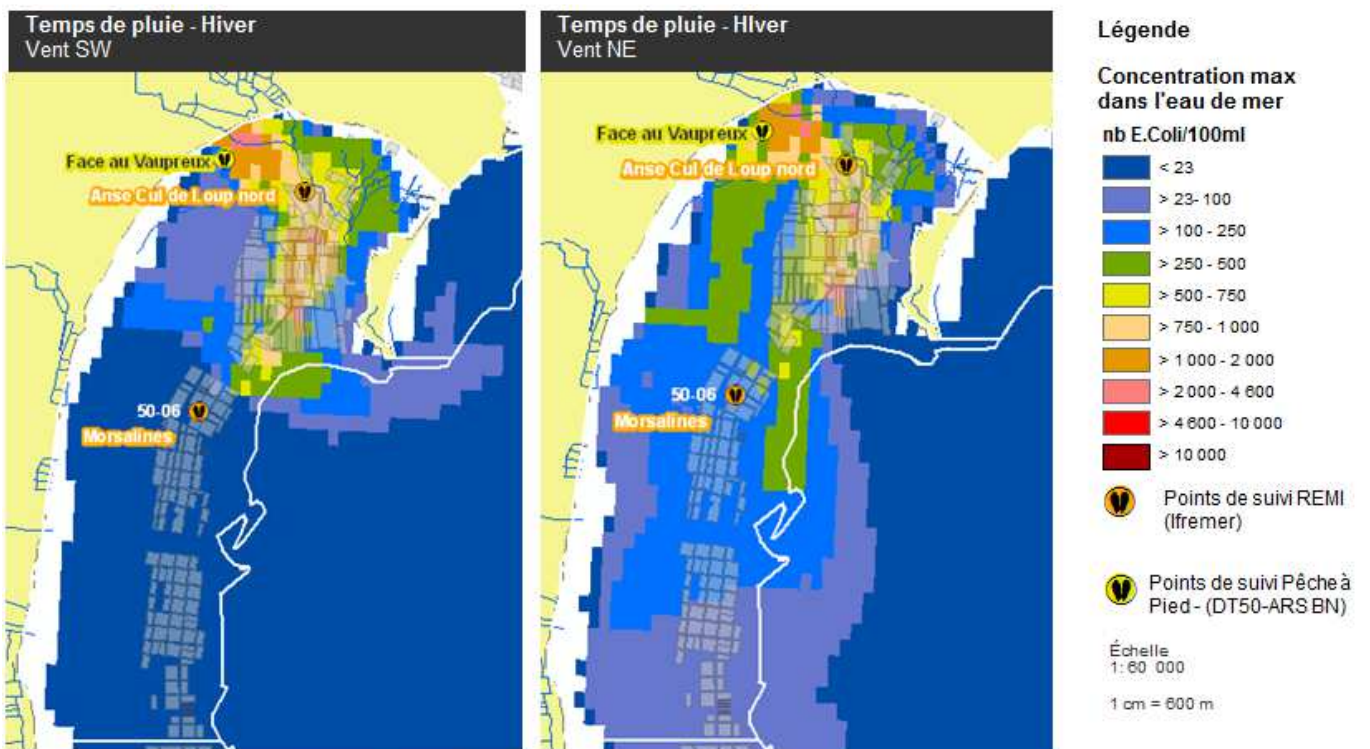 Temps de pluie - Hiver
Vent SW
Face au Vaupreux
Anse Cul de Loup nord
50-06
Morsalines
Temps de pluie - Hiver
Vent NE
Face au Vaupreux
Anse Cul de Loup nord
50-06
Morsalines
Légende
Concentration max
dans l'eau de mer
nb E.Coli/100ml
< 23
> 23- 100
> 100 - 250
> 250 - 500
> 500 - 750
> 750 - 1 000
> 1 000 - 2 000
> 2 000 - 4 600
> 4 600 - 10 000
> 10 000
Points de suivi REMI
(Ifremer)
Points de suivi Pêche à
Pied - (DT50-ARS BN)
Échelle
1: 60 000
1 cm = 600 m